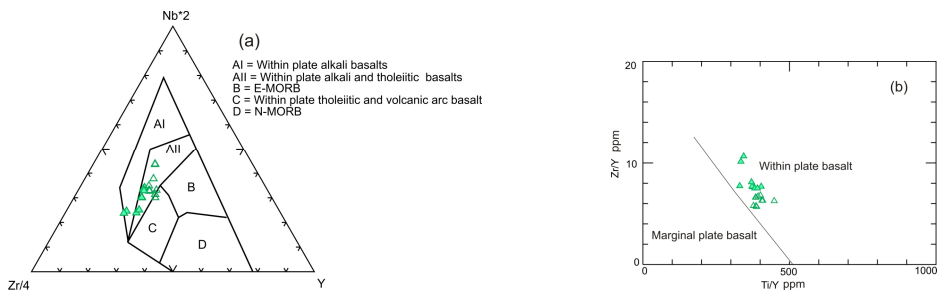 Nb*2
(a)
AI = Within plate alkali basalts
AII = Within plate alkali and tholeiitic basalts
B = E-MORB
C = Within plate tholeiitic and volcanic arc basalt
D = N-MORB
AI
AII
B
C
D
Zr/4
Y
20
(b)
Zr/Y ppm
Within plate basalt
10
Marginal plate basalt
0
0
500
1000
Ti/Y ppm